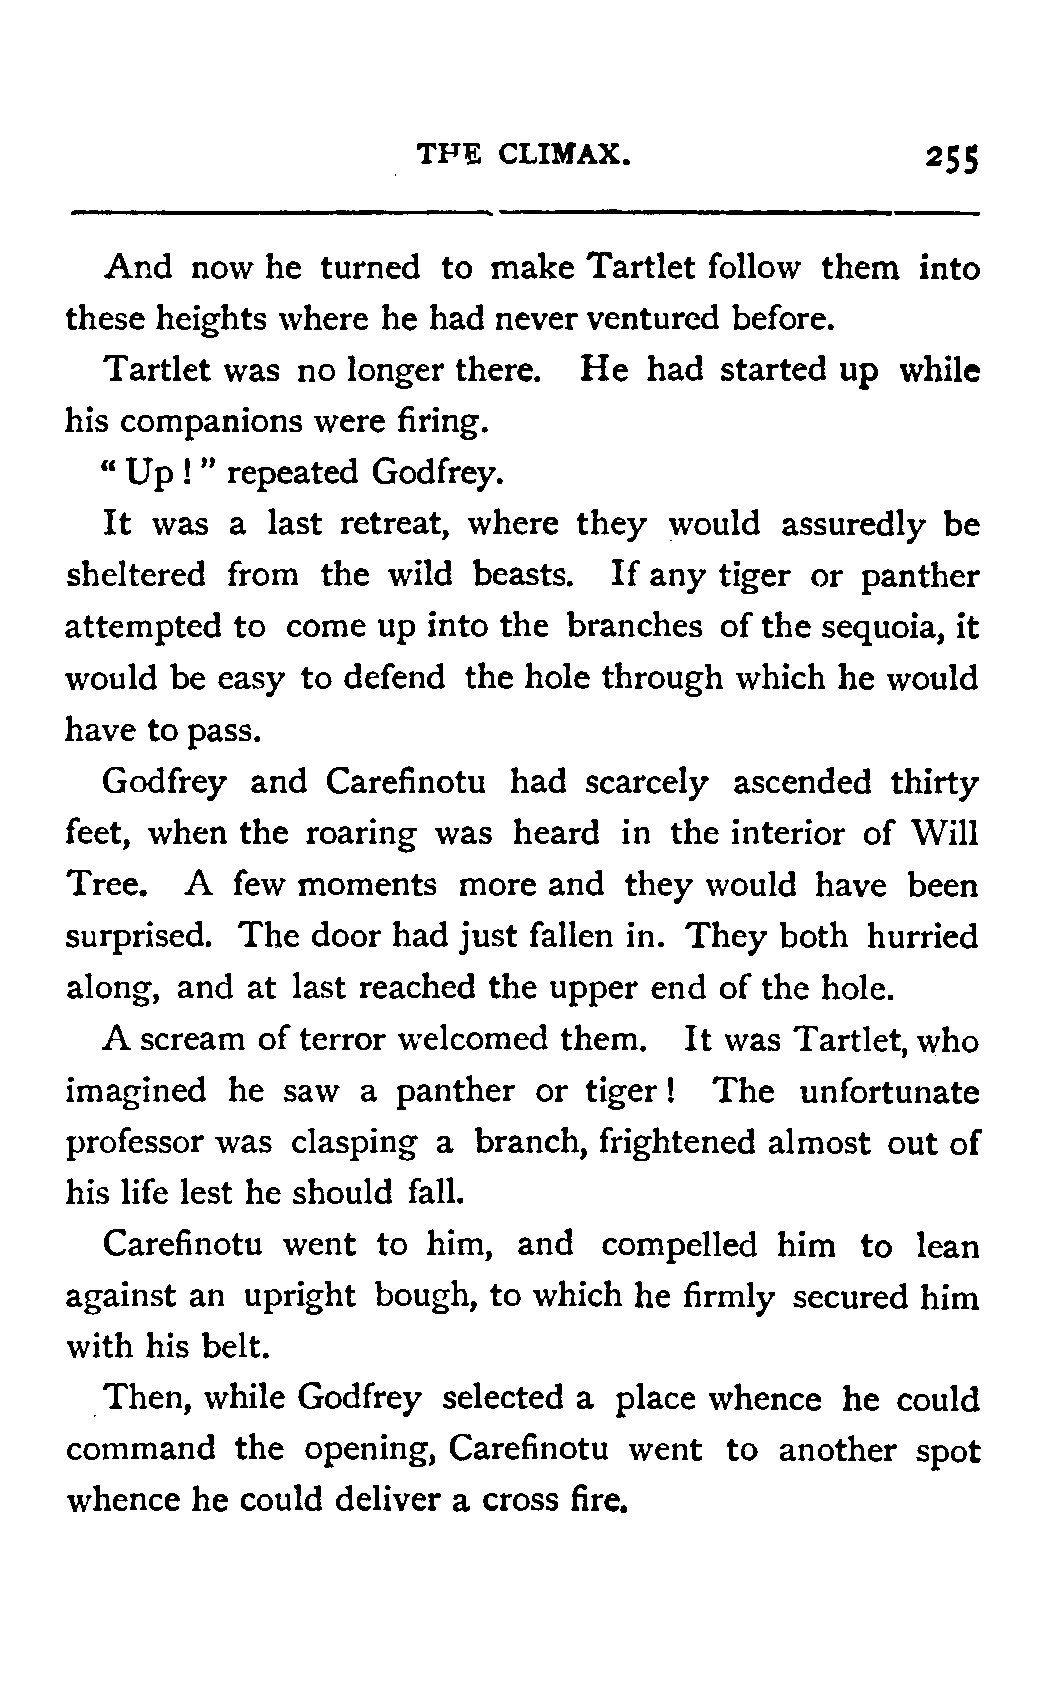 THE CLIMAX. 255
And now he turned to make Tartlet follow them into
these heights where he had never ventured before.
Tartlet was no longer there. He had started up while
his companions were firing.
“ Up ! ” repeated Godfrey.
It was a last retreat, where they would assuredly be
sheltered from the wild beasts. If any tiger or panther
attempted to come up into the branches of the sequoia, it
would be easy to defend the hole through which he would
have to pass.
Godfrey and Carefinotu had scarcely ascended thirty
feet, when the roaring was heard in the interior of Will
Tree. A few moments more and they would have been
surprised. The door had just fallen in. They both hurried
along, and at last reached the upper end of the hole.
A scream of terror welcomed them. It was Tartlet, who
imagined he saw a panther or tiger ! The unfortunate
professor was clasping a branch, frightened almost out of
his life lest he should fall.
Carefinotu went to him, and compelled him to lean
against an upright bough, to which he firmly secured him
with his belt.
Then, while Godfrey selected a place whence he could
command the opening, Carefinotu went to another spot
whence he could deliver a cross fire.